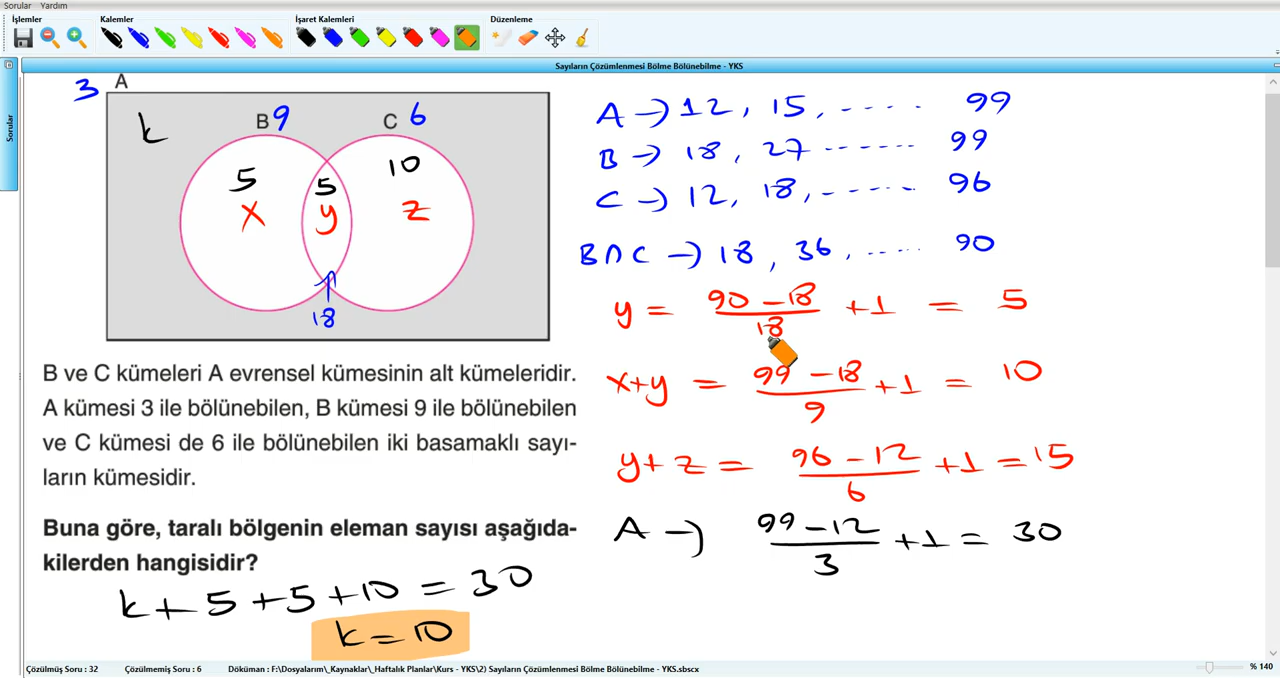 Sorular Yardım
İşlemler Kalemler İşaret Kalemleri Düzenleme
Sayıların Çözümlenmesi Bölme Bölünebilme - YKS
Sorular
3 A
k
B 9 C 6
5 5 10
x y z
18
A → 12, 15, ..... 99
B → 18, 27 ...... 99
C → 12, 18, ...... 96
B∩C → 18, 36, ..... 90
y = (90 - 18)/18 + 1 = 5
x+y = (99 - 18)/9 + 1 = 10
y+z = (96 - 12)/6 + 1 = 15
A → (99 - 12)/3 + 1 = 30
B ve C kümeleri A evrensel kümesinin alt kümeleridir.
A kümesi 3 ile bölünebilen, B kümesi 9 ile bölünebilen
ve C kümesi de 6 ile bölünebilen iki basamaklı sayı-
ların kümesidir.
Buna göre, taralı bölgenin eleman sayısı aşağıda-
kilerden hangisidir?
k + 5 + 5 + 10 = 30
k = 10
Çözülmüş Soru : 32 Çözülmemiş Soru : 6 Döküman : F:\Dosyalarım\_Kaynaklar\_Haftalık Planlar\Kurs - YKS\2) Sayıların Çözümlenmesi Bölme Bölünebilme - YKS.sbscx % 140